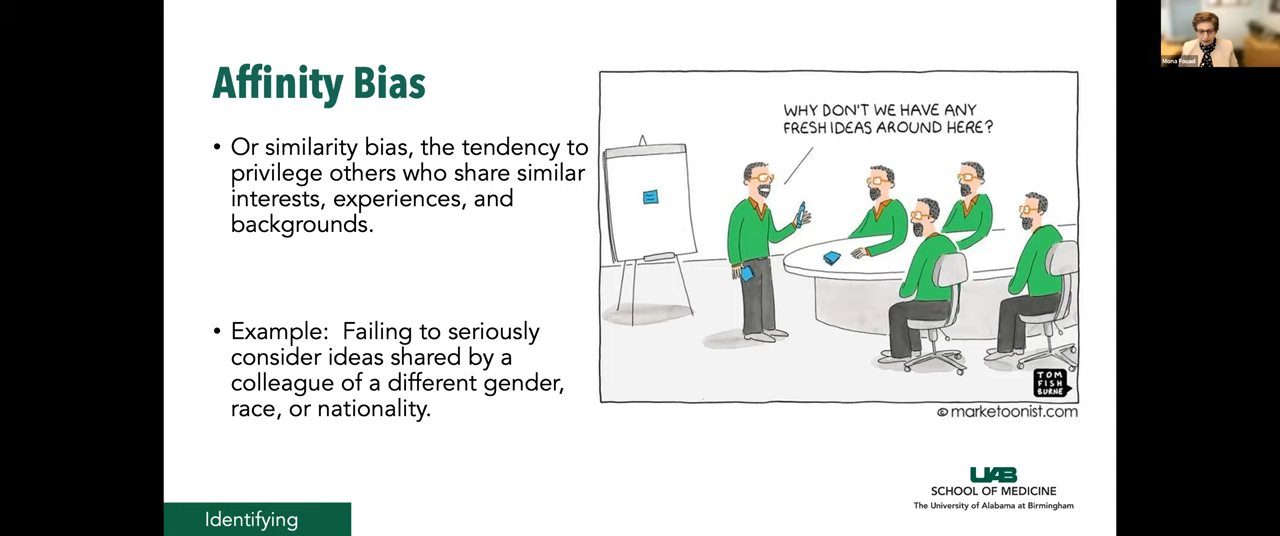 Affinity Bias
• Or similarity bias, the tendency to
privilege others who share similar
interests, experiences, and
backgrounds.
• Example:  Failing to seriously
consider ideas shared by a
colleague of a different gender,
race, or nationality.
WHY DON'T WE HAVE ANY
FRESH IDEAS AROUND HERE?
TOM
FISH
BURNE
© marketoonist.com
UAB
SCHOOL OF MEDICINE
The University of Alabama at Birmingham
Identifying
Mona Fouad